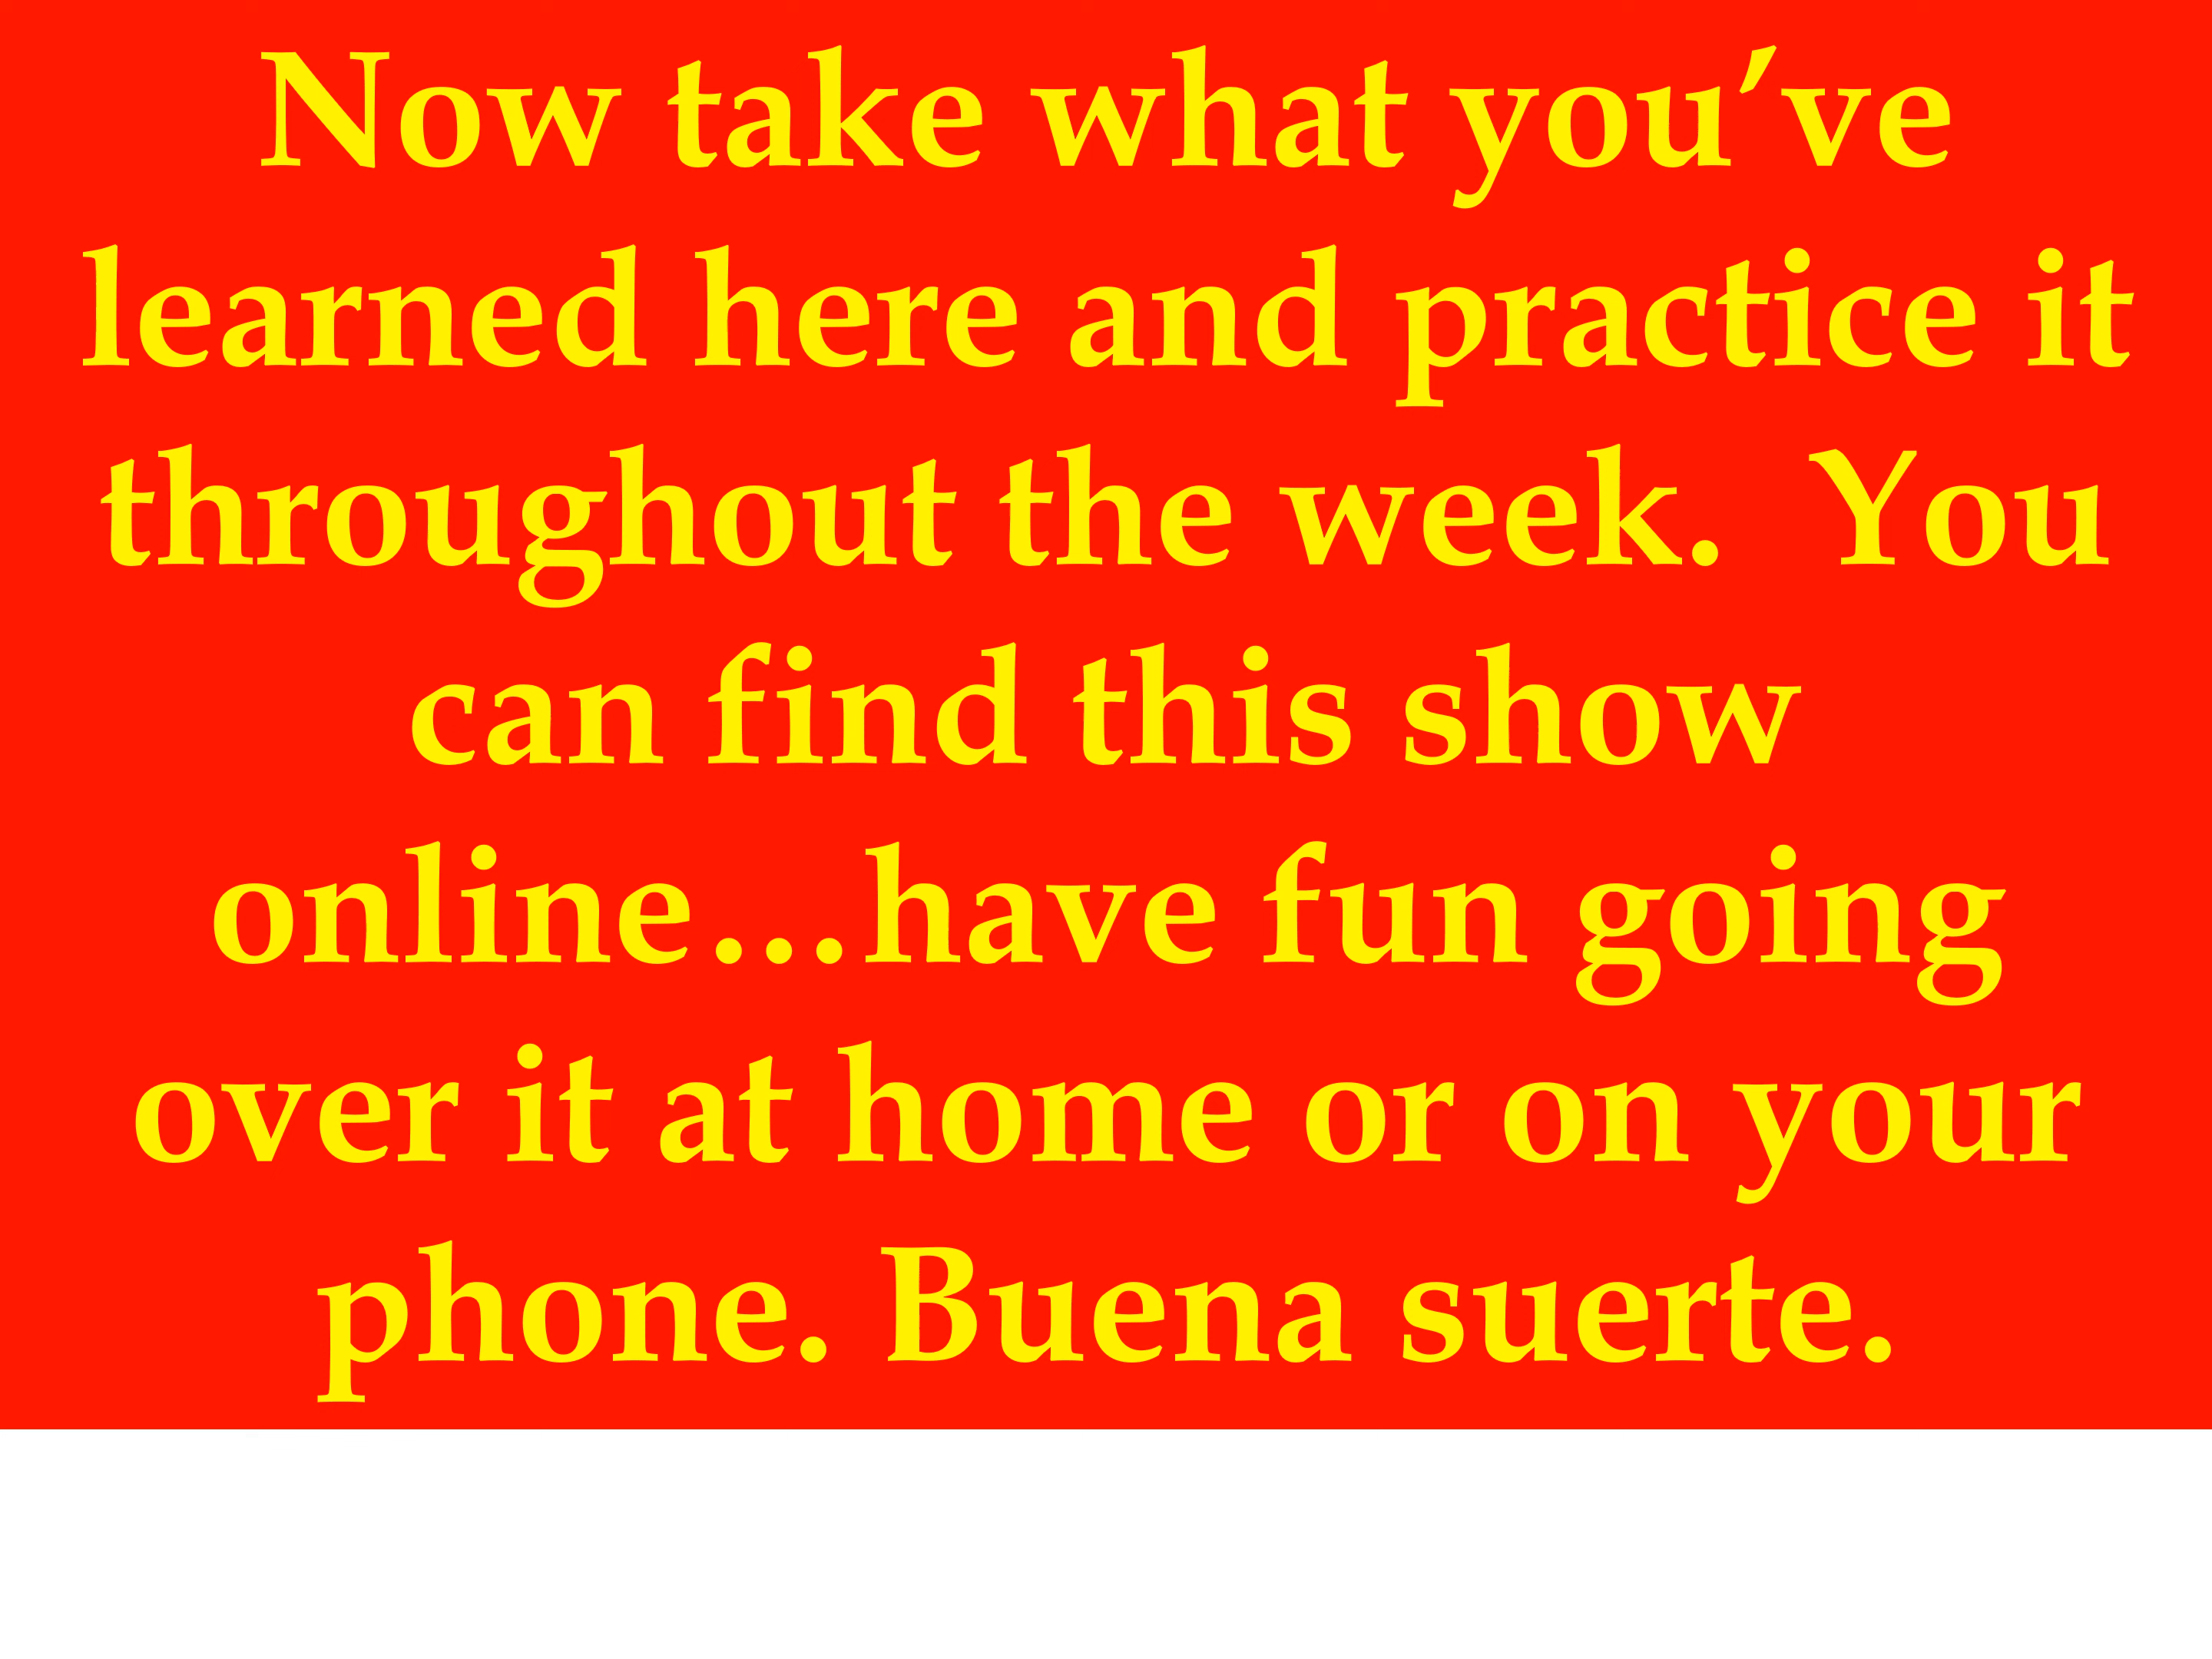 Now take what you’ve
learned here and practice it
throughout the week.  You
can find this show
online…have fun going
over it at home or on your
phone. Buena suerte.